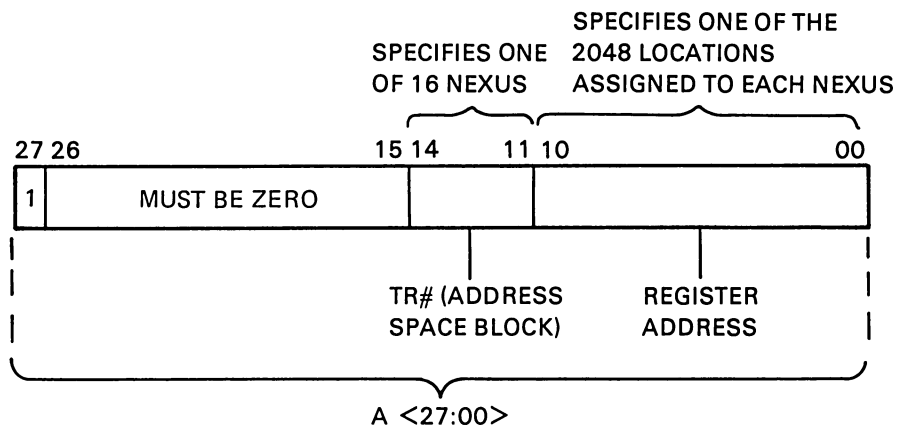 SPECIFIES ONE OF THE
2048 LOCATIONS
ASSIGNED TO EACH NEXUS
SPECIFIES ONE
OF 16 NEXUS
27 26 15 14 11 10 00
1 MUST BE ZERO
TR# (ADDRESS
SPACE BLOCK)
REGISTER
ADDRESS
A <27:00>